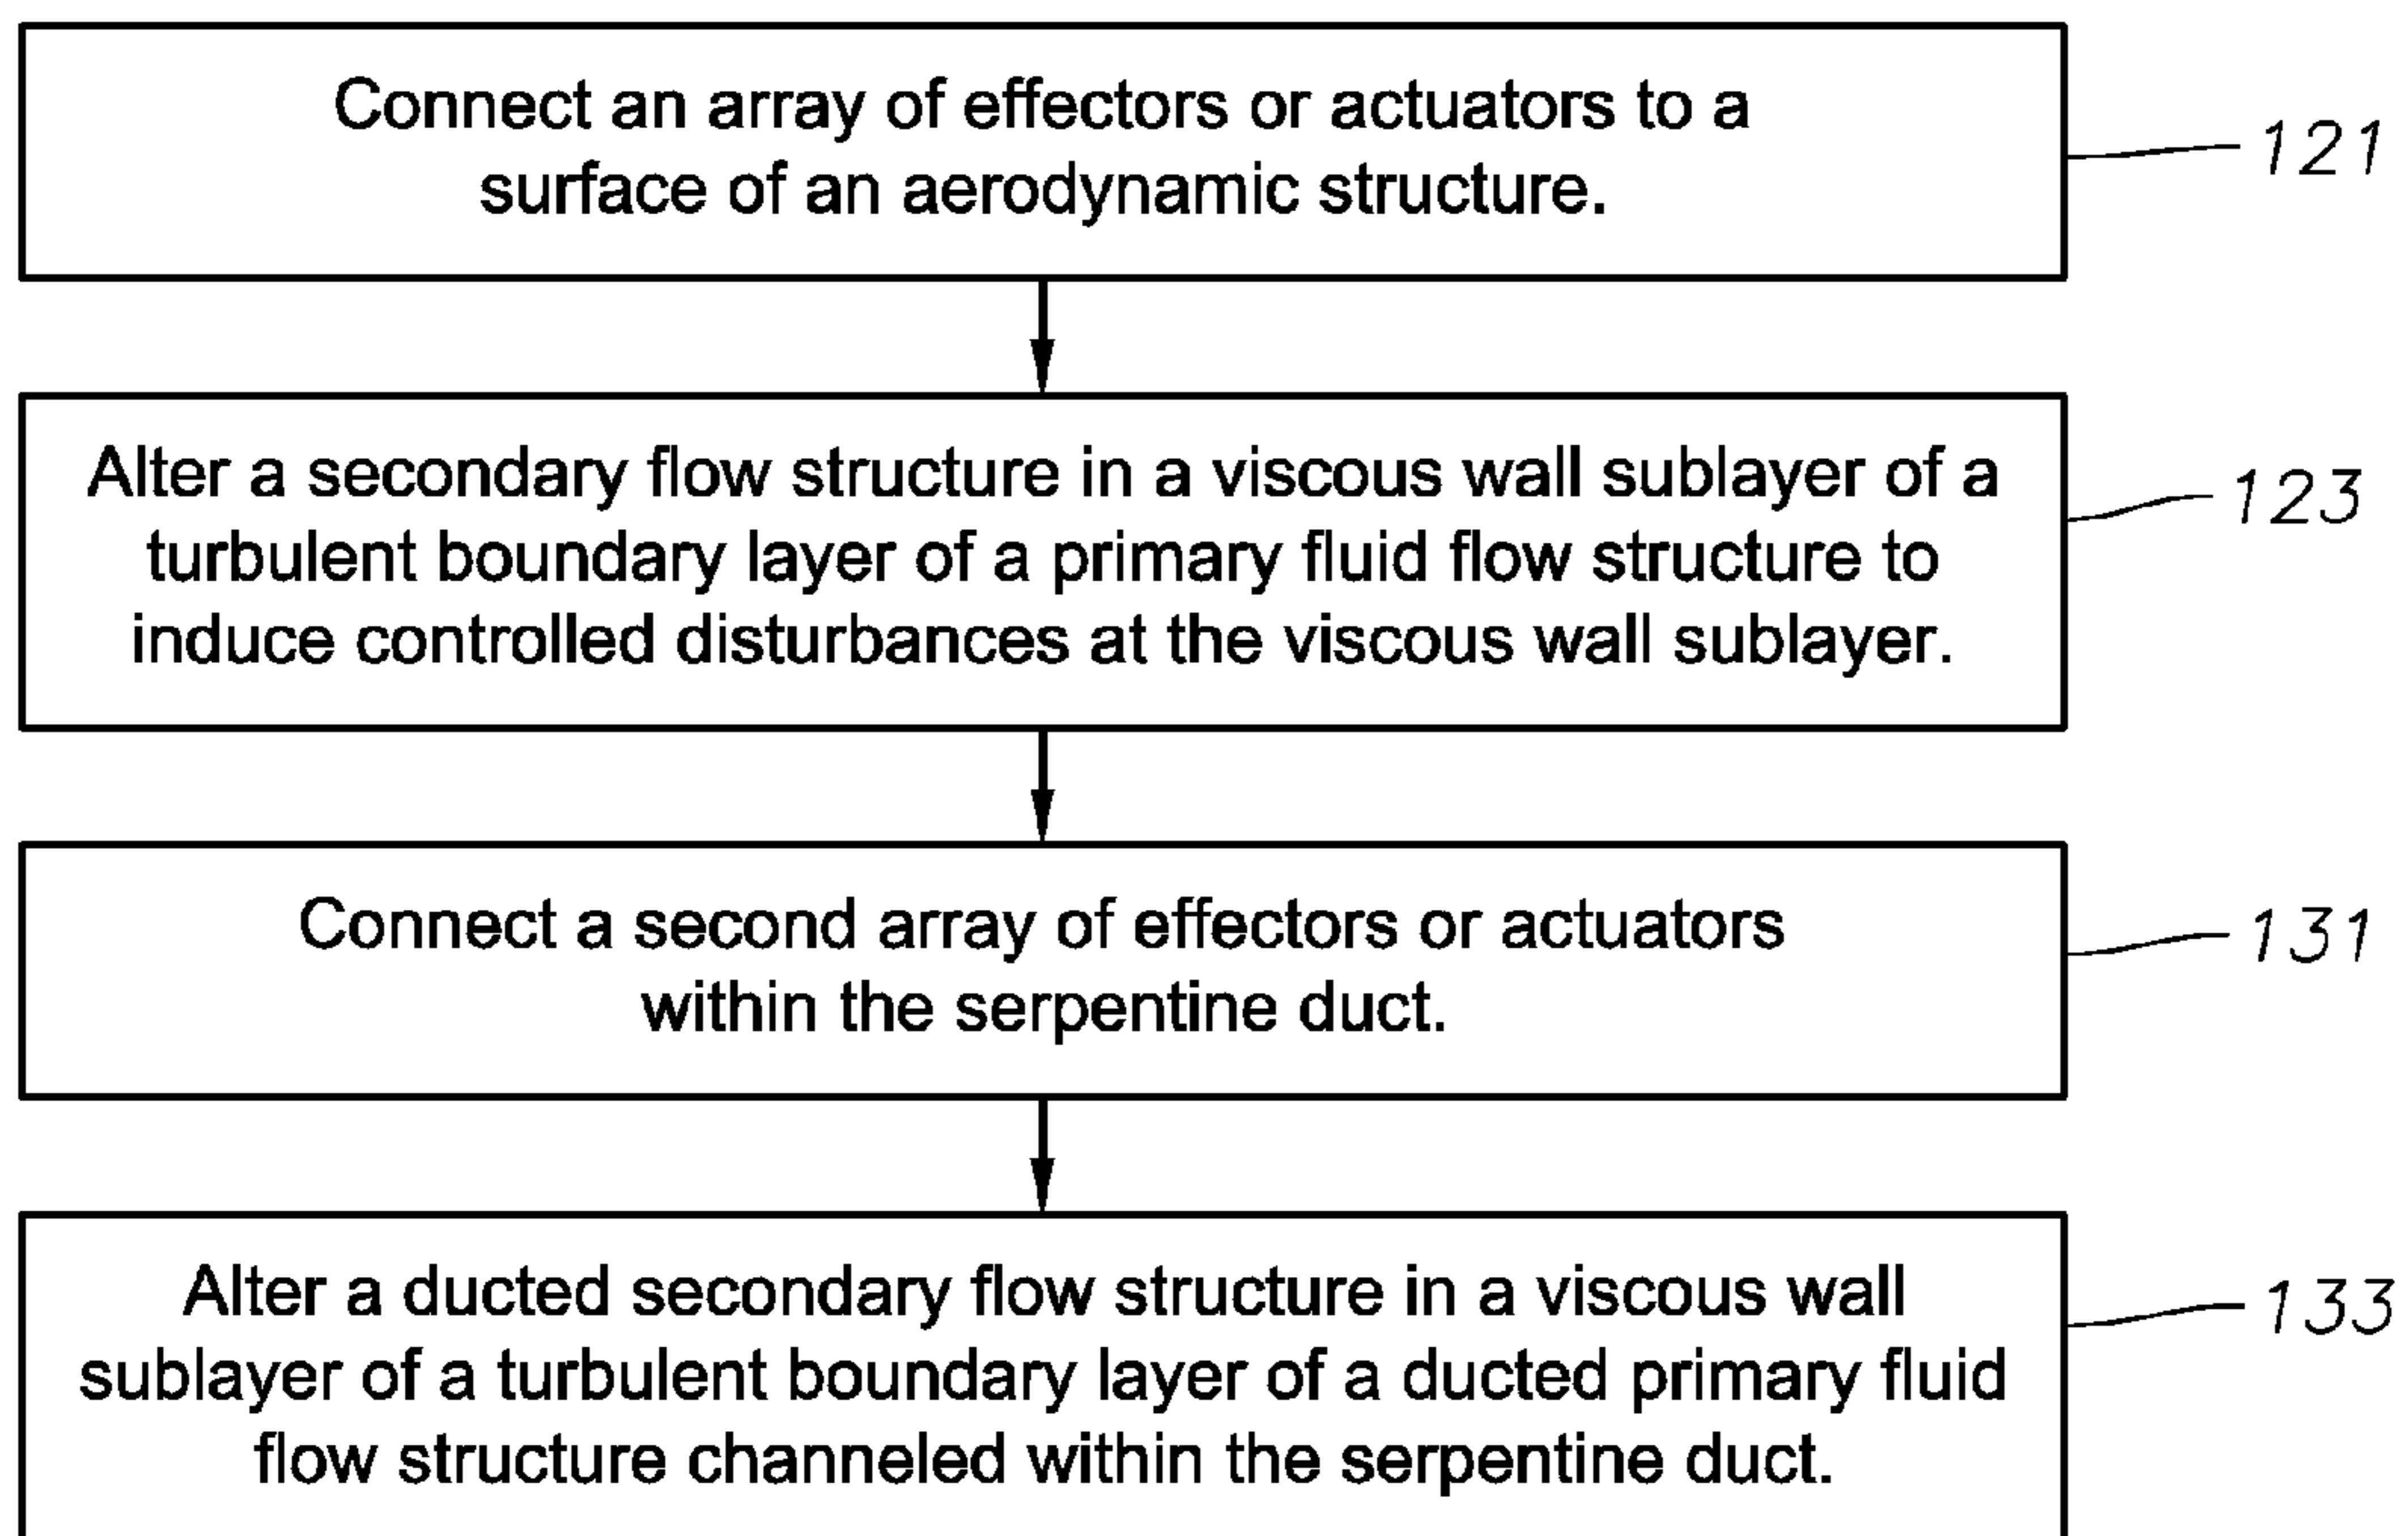 Connect an array of effectors or actuators to a
surface of an aerodynamic structure.
121
Alter a secondary flow structure in a viscous wall sublayer of a
turbulent boundary layer of a primary fluid flow structure to
induce controlled disturbances at the viscous wall sublayer.
123
Connect a second array of effectors or actuators
within the serpentine duct.
131
Alter a ducted secondary flow structure in a viscous wall
sublayer of a turbulent boundary layer of a ducted primary fluid
flow structure channeled within the serpentine duct.
133